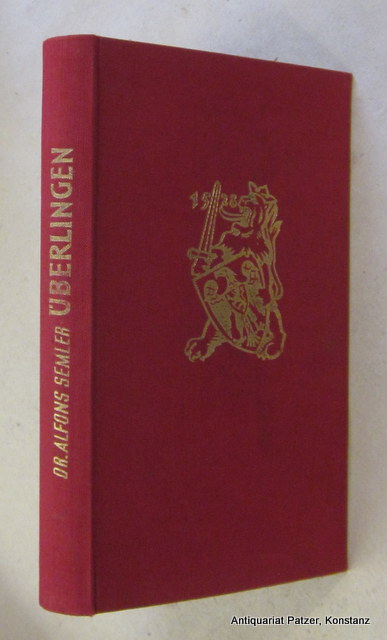 DR. ALFONS SEMLER ÜBERLINGEN
Antiquariat Patzer, Konstanz